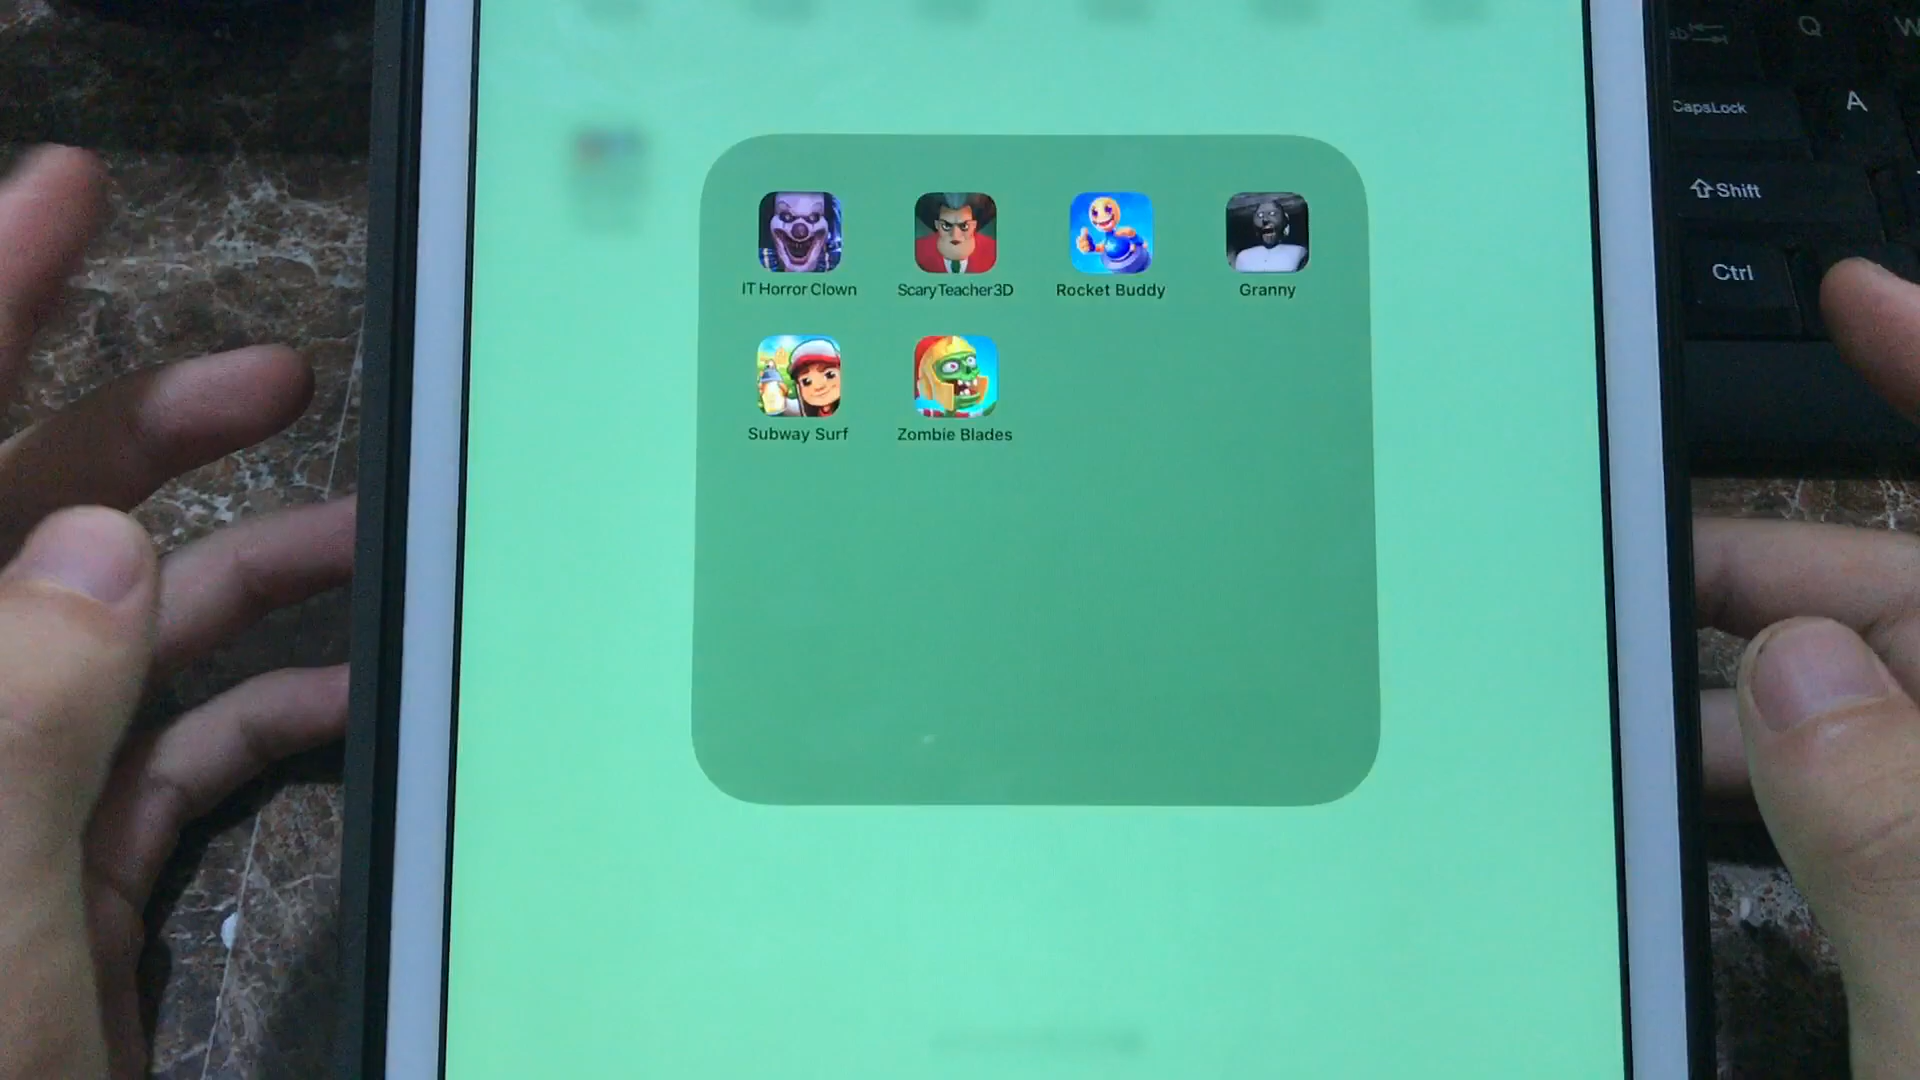 Q
CapsLock
A
Shift
Ctrl
IT Horror Clown
ScaryTeacher3D
Rocket Buddy
Granny
Subway Surf
Zombie Blades